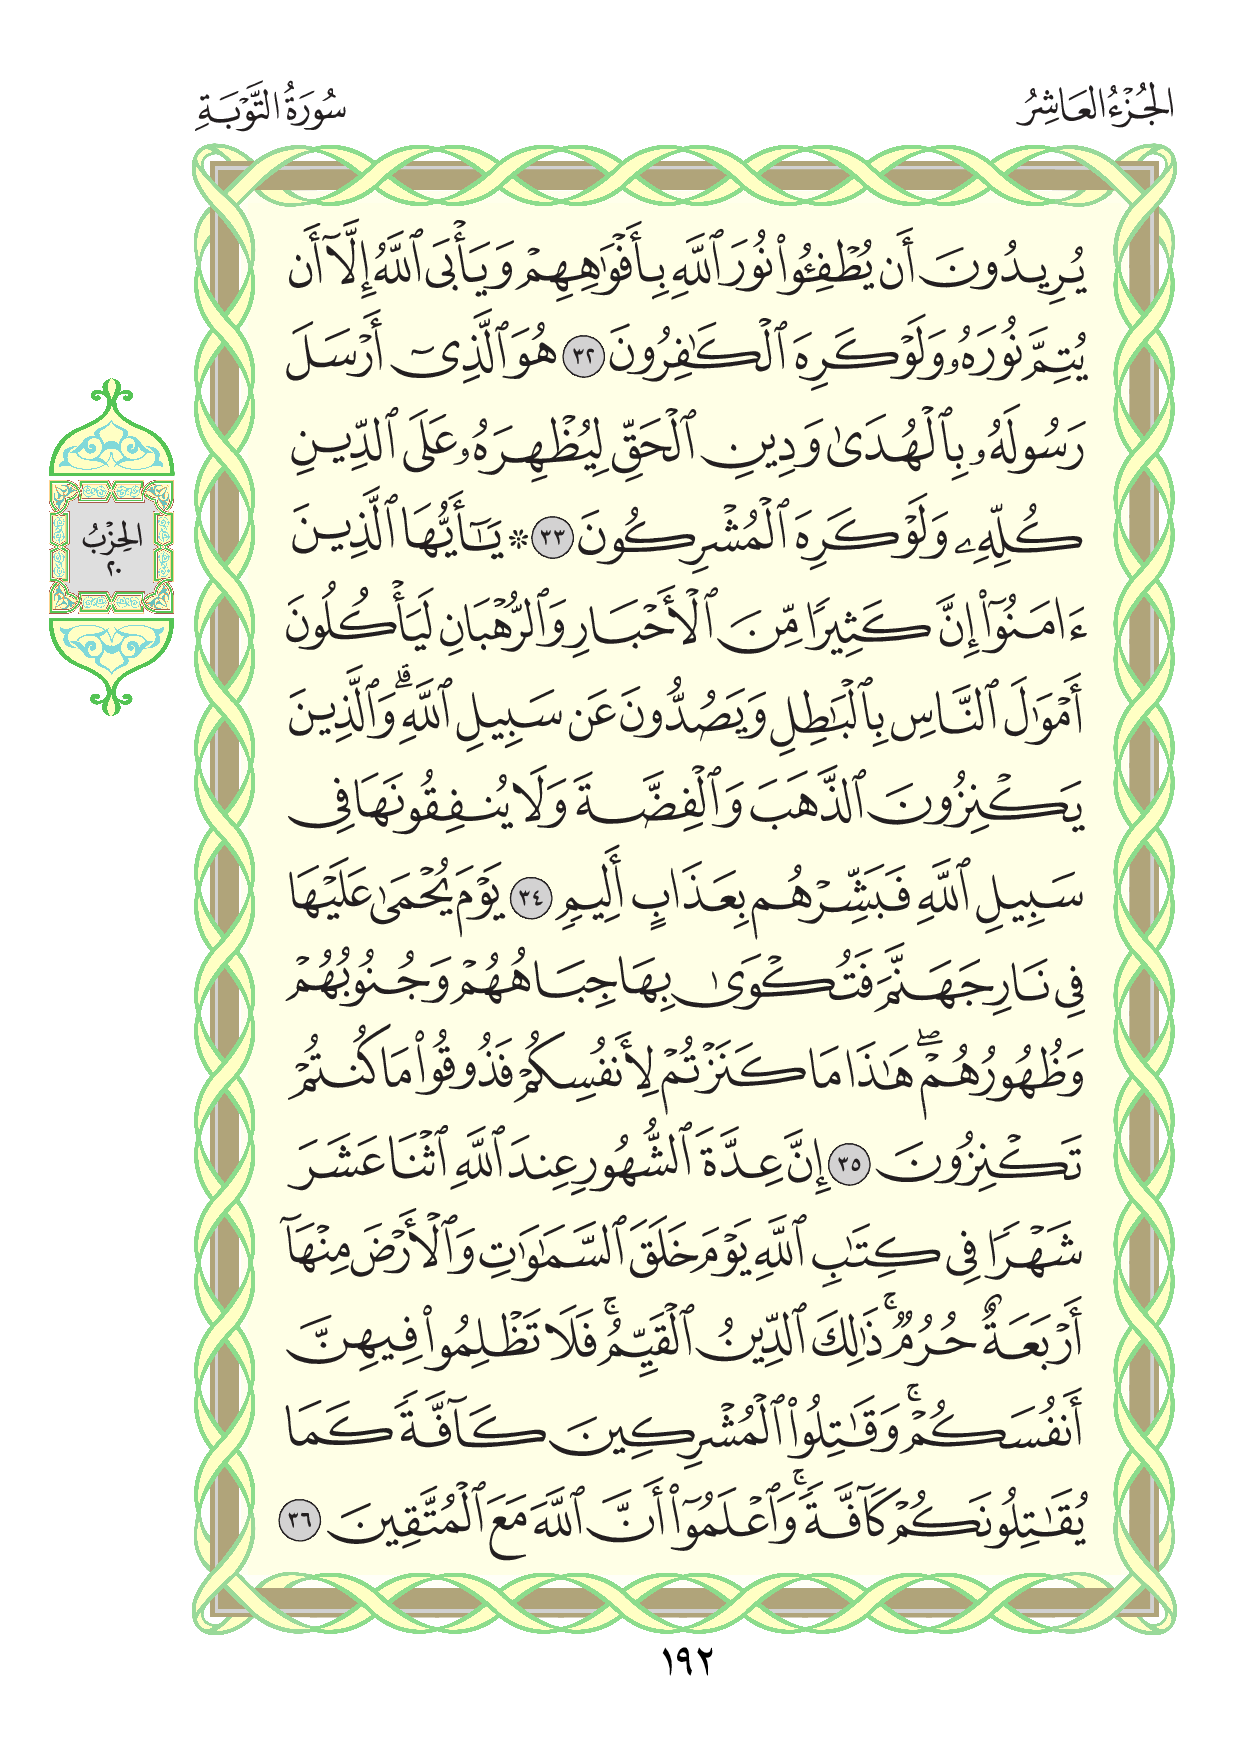 الجُزْءُ العَاشِرُ
سُورَةُ التَّوْبَةِ
يُرِيدُونَ أَن يُطْفِـُٔوا۟ نُورَ ٱللَّهِ بِأَفْوَٰهِهِمْ وَيَأْبَى ٱللَّهُ إِلَّآ أَن
يُتِمَّ نُورَهُۥ وَلَوْ كَرِهَ ٱلْكَـٰفِرُونَ ٣٢ هُوَ ٱلَّذِىٓ أَرْسَلَ
رَسُولَهُۥ بِٱلْهُدَىٰ وَدِينِ ٱلْحَقِّ لِيُظْهِرَهُۥ عَلَى ٱلدِّينِ
كُلِّهِۦ وَلَوْ كَرِهَ ٱلْمُشْرِكُونَ ٣٣ ۞ يَـٰٓأَيُّهَا ٱلَّذِينَ
ءَامَنُوٓا۟ إِنَّ كَثِيرًا مِّنَ ٱلْأَحْبَارِ وَٱلرُّهْبَانِ لَيَأْكُلُونَ
أَمْوَٰلَ ٱلنَّاسِ بِٱلْبَـٰطِلِ وَيَصُدُّونَ عَن سَبِيلِ ٱللَّهِ ۗ وَٱلَّذِينَ
يَكْنِزُونَ ٱلذَّهَبَ وَٱلْفِضَّةَ وَلَا يُنفِقُونَهَا فِى
سَبِيلِ ٱللَّهِ فَبَشِّرْهُم بِعَذَابٍ أَلِيمٍ ٣٤ يَوْمَ يُحْمَىٰ عَلَيْهَا
فِى نَارِ جَهَنَّمَ فَتُكْوَىٰ بِهَا جِبَاهُهُمْ وَجُنُوبُهُمْ
وَظُهُورُهُمْ ۖ هَـٰذَا مَا كَنَزْتُمْ لِأَنفُسِكُمْ فَذُوقُوا۟ مَا كُنتُمْ
تَكْنِزُونَ ٣٥ إِنَّ عِدَّةَ ٱلشُّهُورِ عِندَ ٱللَّهِ ٱثْنَا عَشَرَ
شَهْرًا فِى كِتَـٰبِ ٱللَّهِ يَوْمَ خَلَقَ ٱلسَّمَـٰوَٰتِ وَٱلْأَرْضَ مِنْهَآ
أَرْبَعَةٌ حُرُمٌ ۚ ذَٰلِكَ ٱلدِّينُ ٱلْقَيِّمُ ۚ فَلَا تَظْلِمُوا۟ فِيهِنَّ
أَنفُسَكُمْ ۚ وَقَـٰتِلُوا۟ ٱلْمُشْرِكِينَ كَآفَّةً كَمَا
يُقَـٰتِلُونَكُمْ كَآفَّةً ۚ وَٱعْلَمُوٓا۟ أَنَّ ٱللَّهَ مَعَ ٱلْمُتَّقِينَ ٣٦
الحِزْبُ
٢٠
١٩٢